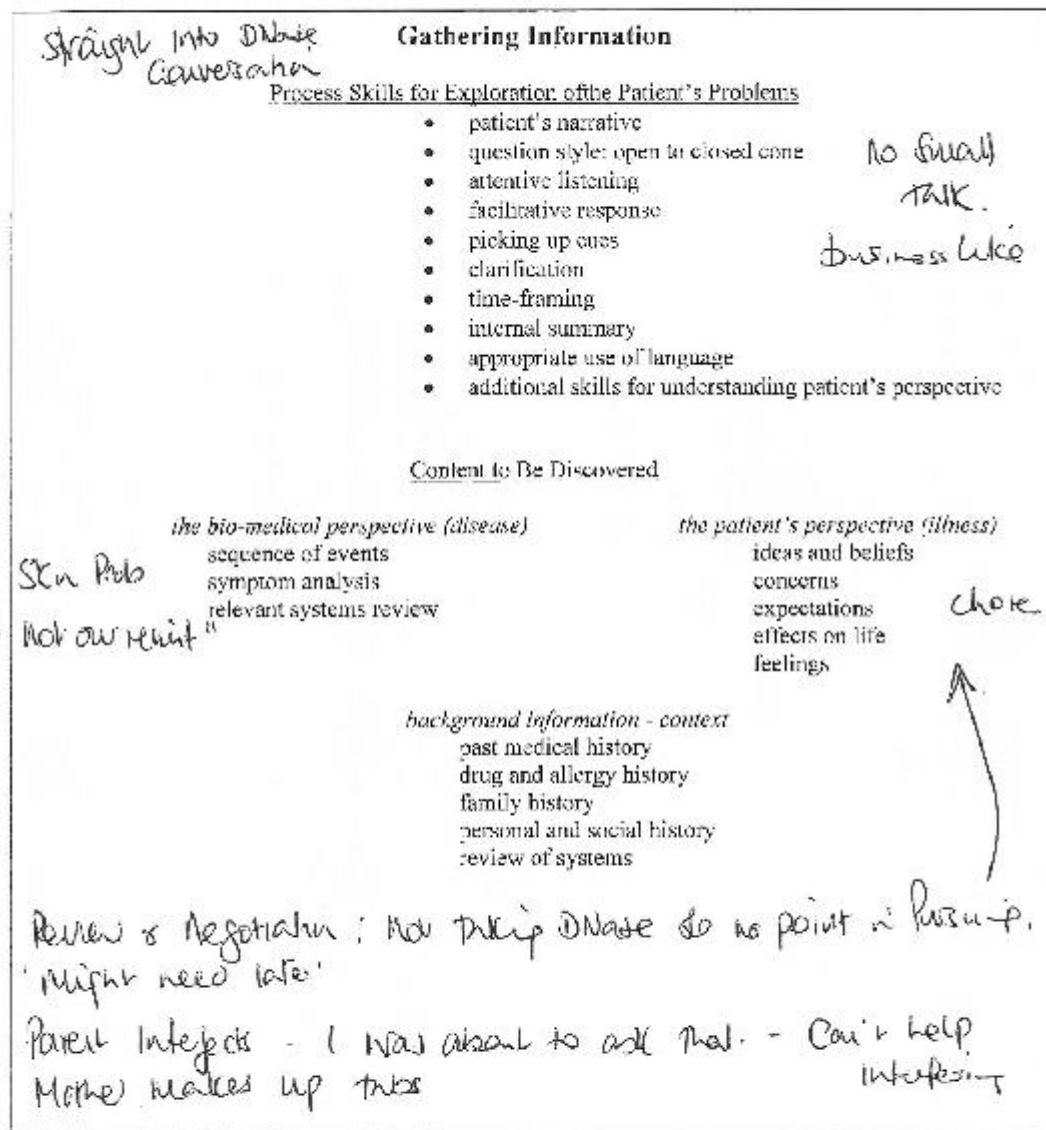 Straight into DNase
Conversation
Gathering Information
Process Skills for Exploration ofthe Patient's Problems
• patient's narrative
• question style: open to closed cone
• attentive listening
• facilitative response
• picking up cues
• clarification
• time-framing
• internal summary
• appropriate use of language
• additional skills for understanding patient's perspective
No small
Talk.
business like
Content to Be Discovered
the bio-medical perspective (disease)
sequence of events
symptom analysis
relevant systems review
Skn Prob
Not our remit"
the patient's perspective (illness)
ideas and beliefs
concerns
expectations
effects on life
feelings
chore
background information - context
past medical history
drug and allergy history
family history
personal and social history
review of systems
Review & Negotiation: Not taking DNase so no point in
'Might need later'
Parent Interjects - I was about to ask that. - Can't help
interfering
Mother makes up